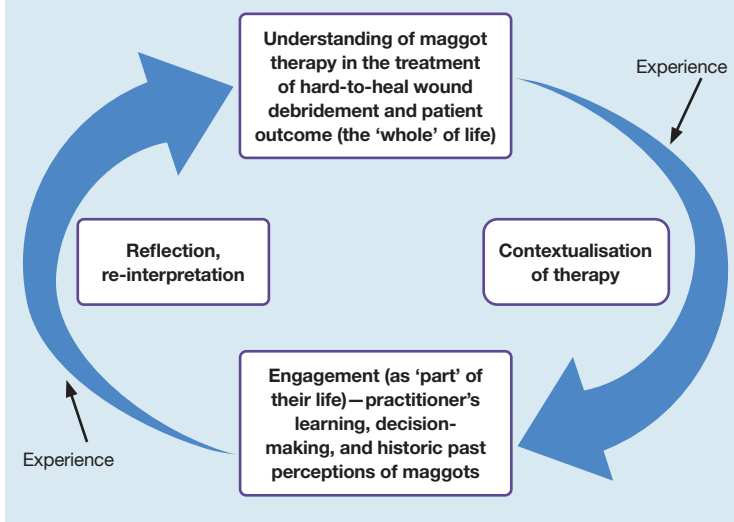 Understanding of maggot
therapy in the treatment
of hard-to-heal wound
debridement and patient
outcome (the ‘whole’ of life)
Experience
Reflection,
re-interpretation
Contextualisation
of therapy
Engagement (as ‘part’ of
their life)—practitioner’s
learning, decision-
making, and historic past
perceptions of maggots
Experience